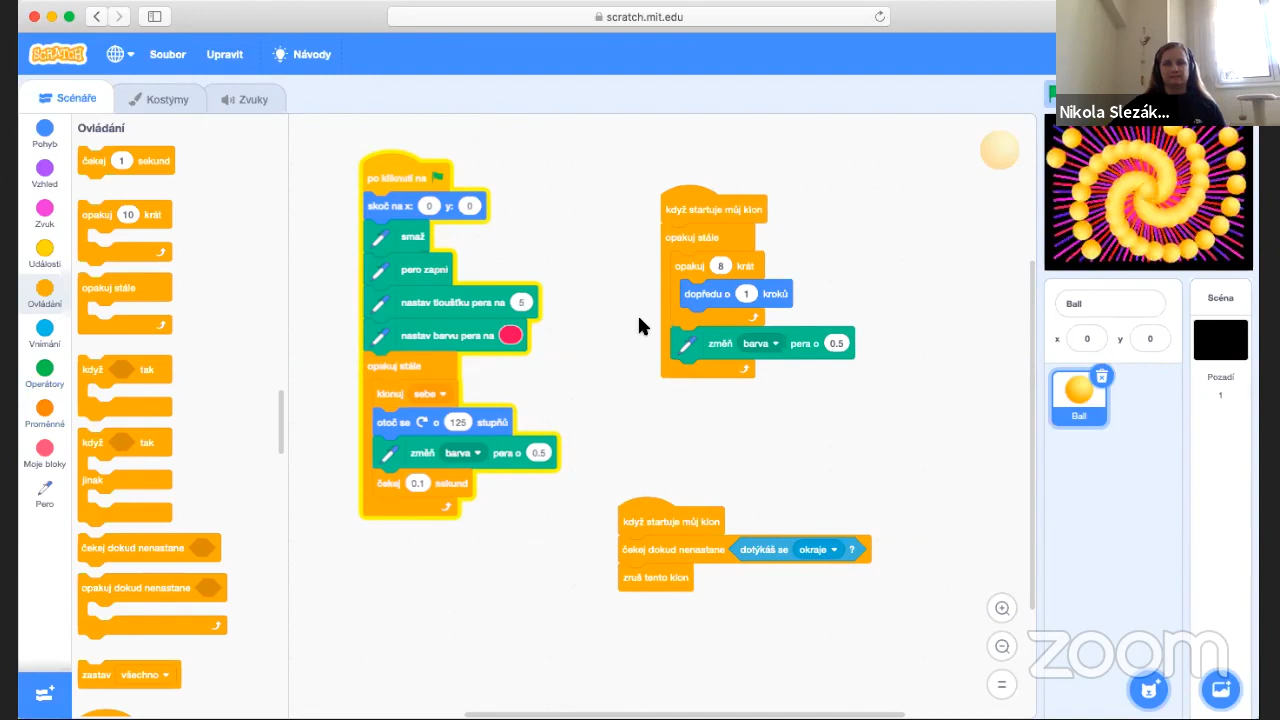 scratch.mit.edu
SCRATCH
Soubor
Upravit
Návody
Nikola Slezák...
Scénáře
Kostýmy
Zvuky
Pohyb
Vzhled
Zvuk
Události
Ovládání
Vnímání
Operátory
Proměnné
Moje bloky
Pero
Ovládání
čekej 1 sekund
opakuj 10 krát
opakuj stále
když tak
když tak
jinak
čekej dokud nenastane
opakuj dokud nenastane
zastav všechno
po kliknutí na
skoč na x: 0 y: 0
smaž
pero zapni
nastav tloušťku pera na 5
nastav barvu pera na
opakuj stále
klonuj sebe
otoč se o 125 stupňů
změň barva pera o 0.5
čekej 0.1 sekund
když startuje můj klon
opakuj stále
opakuj 8 krát
dopředu o 1 kroků
změň barva pera o 0.5
když startuje můj klon
čekej dokud nenastane dotýkáš se okraje ?
zruš tento klon
Ball
x 0 y 0
Ball
Scéna
Pozadí
1
zoom